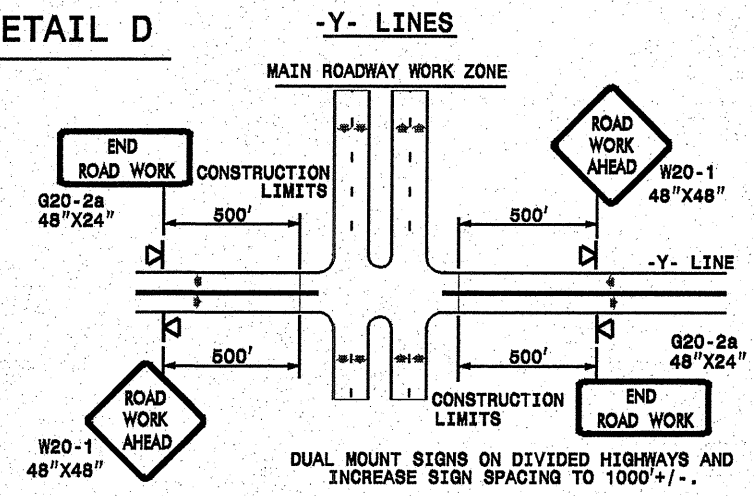 ETAIL D
-Y- LINES
MAIN ROADWAY WORK ZONE
END
ROAD WORK
G20-2a
48"X24"
CONSTRUCTION
LIMITS
500'
500'
ROAD
WORK
AHEAD
W20-1
48"X48"
-Y- LINE
500'
500'
ROAD
WORK
AHEAD
W20-1
48"X48"
CONSTRUCTION
LIMITS
G20-2a
48"X24"
END
ROAD WORK
DUAL MOUNT SIGNS ON DIVIDED HIGHWAYS AND
INCREASE SIGN SPACING TO 1000'+/-.